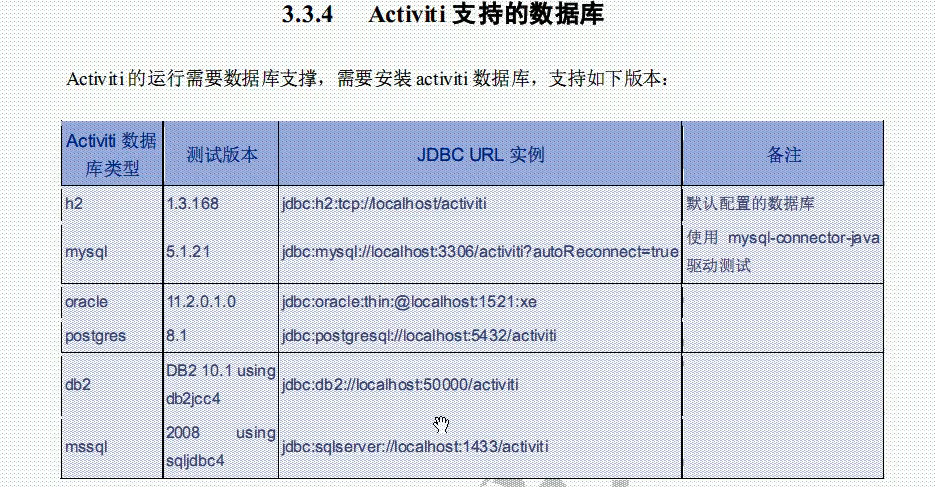 3.3.4 Activiti 支持的数据库
Activiti 的运行需要数据库支撑，需要安装 activiti 数据库，支持如下版本：
Activiti 数据
库类型
测试版本
JDBC URL 实例
备注
h2
1.3.168
jdbc:h2:tcp://localhost/activiti
默认配置的数据库
mysql
5.1.21
jdbc:mysql://localhost:3306/activiti?autoReconnect=true
使用 mysql-connector-java
驱动测试
oracle
11.2.0.1.0
jdbc:oracle:thin:@localhost:1521:xe
postgres
8.1
jdbc:postgresql://localhost:5432/activiti
db2
DB2 10.1 using
db2jcc4
jdbc:db2://localhost:50000/activiti
mssql
2008 using
sqljdbc4
jdbc:sqlserver://localhost:1433/activiti